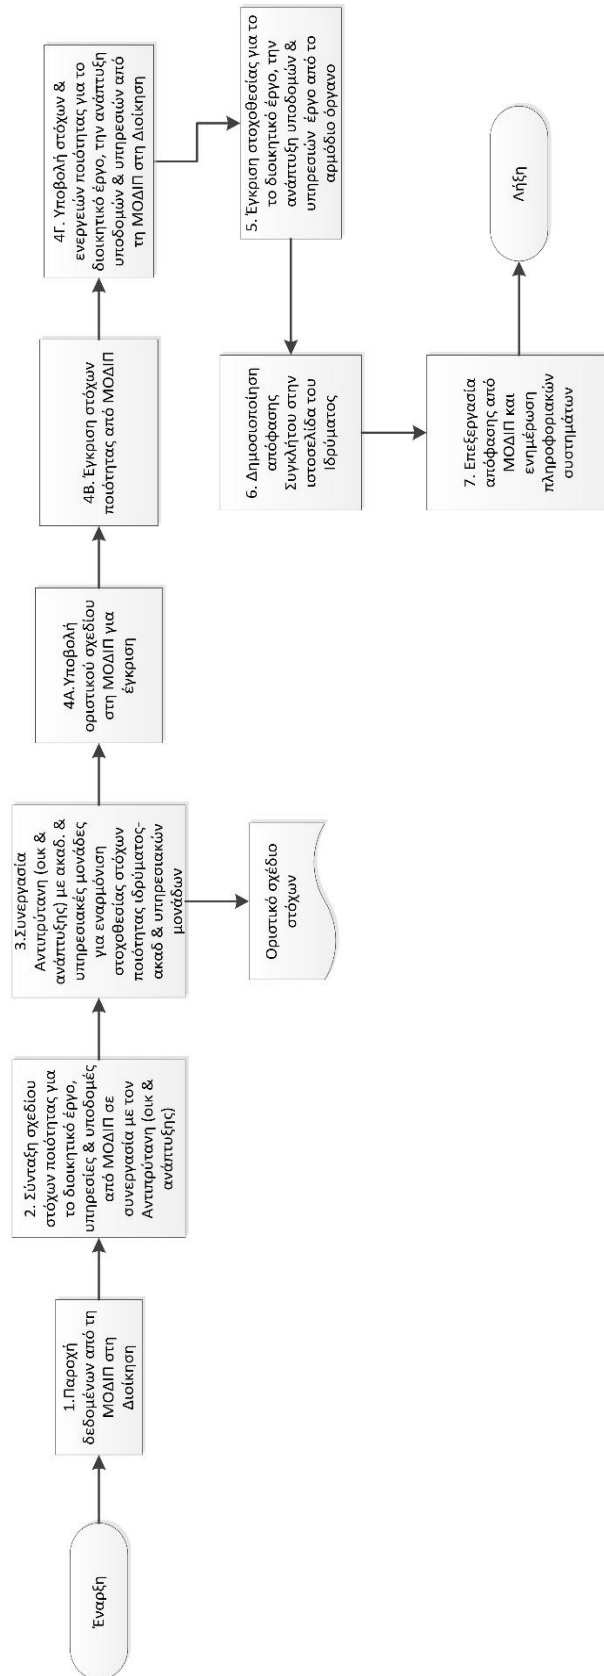 Έναρξη
1.Παροχή
δεδομένων από τη
ΜΟΔΙΠ στη
Διοίκηση
2. Σύνταξη σχεδίου
στόχων ποιότητας για
το διοικητικό έργο,
υπηρεσίες & υποδομές
από ΜΟΔΙΠ σε
συνεργασία με τον
Αντιπρύτανη (οικ &
ανάπτυξης)
3.Συνεργασία
Αντιπρύτανη (οικ &
ανάπτυξης) με ακαδ. &
υπηρεσιακές μονάδες
για εναρμόνιση
στοχοθεσίας στόχων
ποιότητας ιδρύματος-
ακαδ & υπηρεσιακών
μονάδων
Οριστικό σχέδιο
στόχων
4Α.Υποβολή
οριστικού σχεδίου
στη ΜΟΔΙΠ για
έγκριση
4Β. Έγκριση στόχων
ποιότητας από ΜΟΔΙΠ
4Γ. Υποβολή στόχων &
ενεργειών ποιότητας για το
διοικητικό έργο, την ανάπτυξη
υποδομών & υπηρεσιών από
τη ΜΟΔΙΠ στη Διοίκηση
5. Έγκριση στοχοθεσίας για το
το διοικητικό έργο, την
ανάπτυξη υποδομών &
υπηρεσιών έργο από το
αρμόδιο όργανο
6. Δημοσιοποίηση
απόφασης
Συγκλήτου στην
ιστοσελίδα του
Ιδρύματος
7. Επεξεργασία
απόφασης από
ΜΟΔΙΠ και
ενημέρωση
πληροφοριακών
συστημάτων
Λήξη